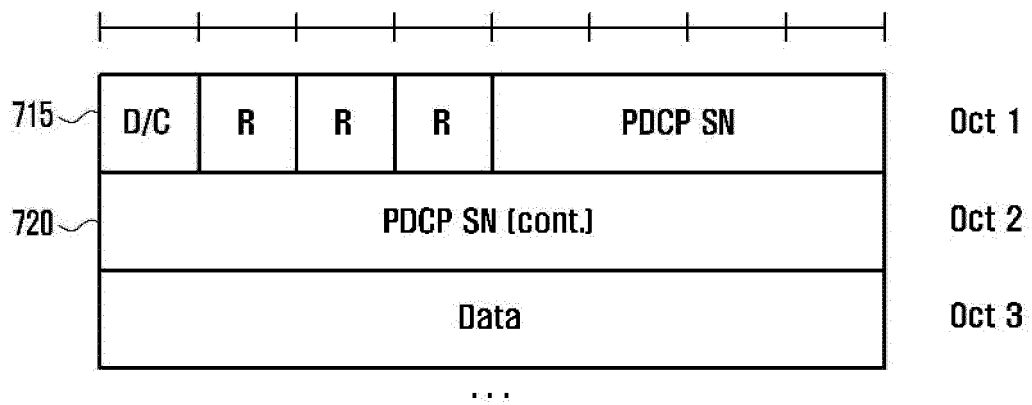 715 D/C R R R PDCP SN Oct 1
720 PDCP SN (cont.) Oct 2
Data Oct 3
...